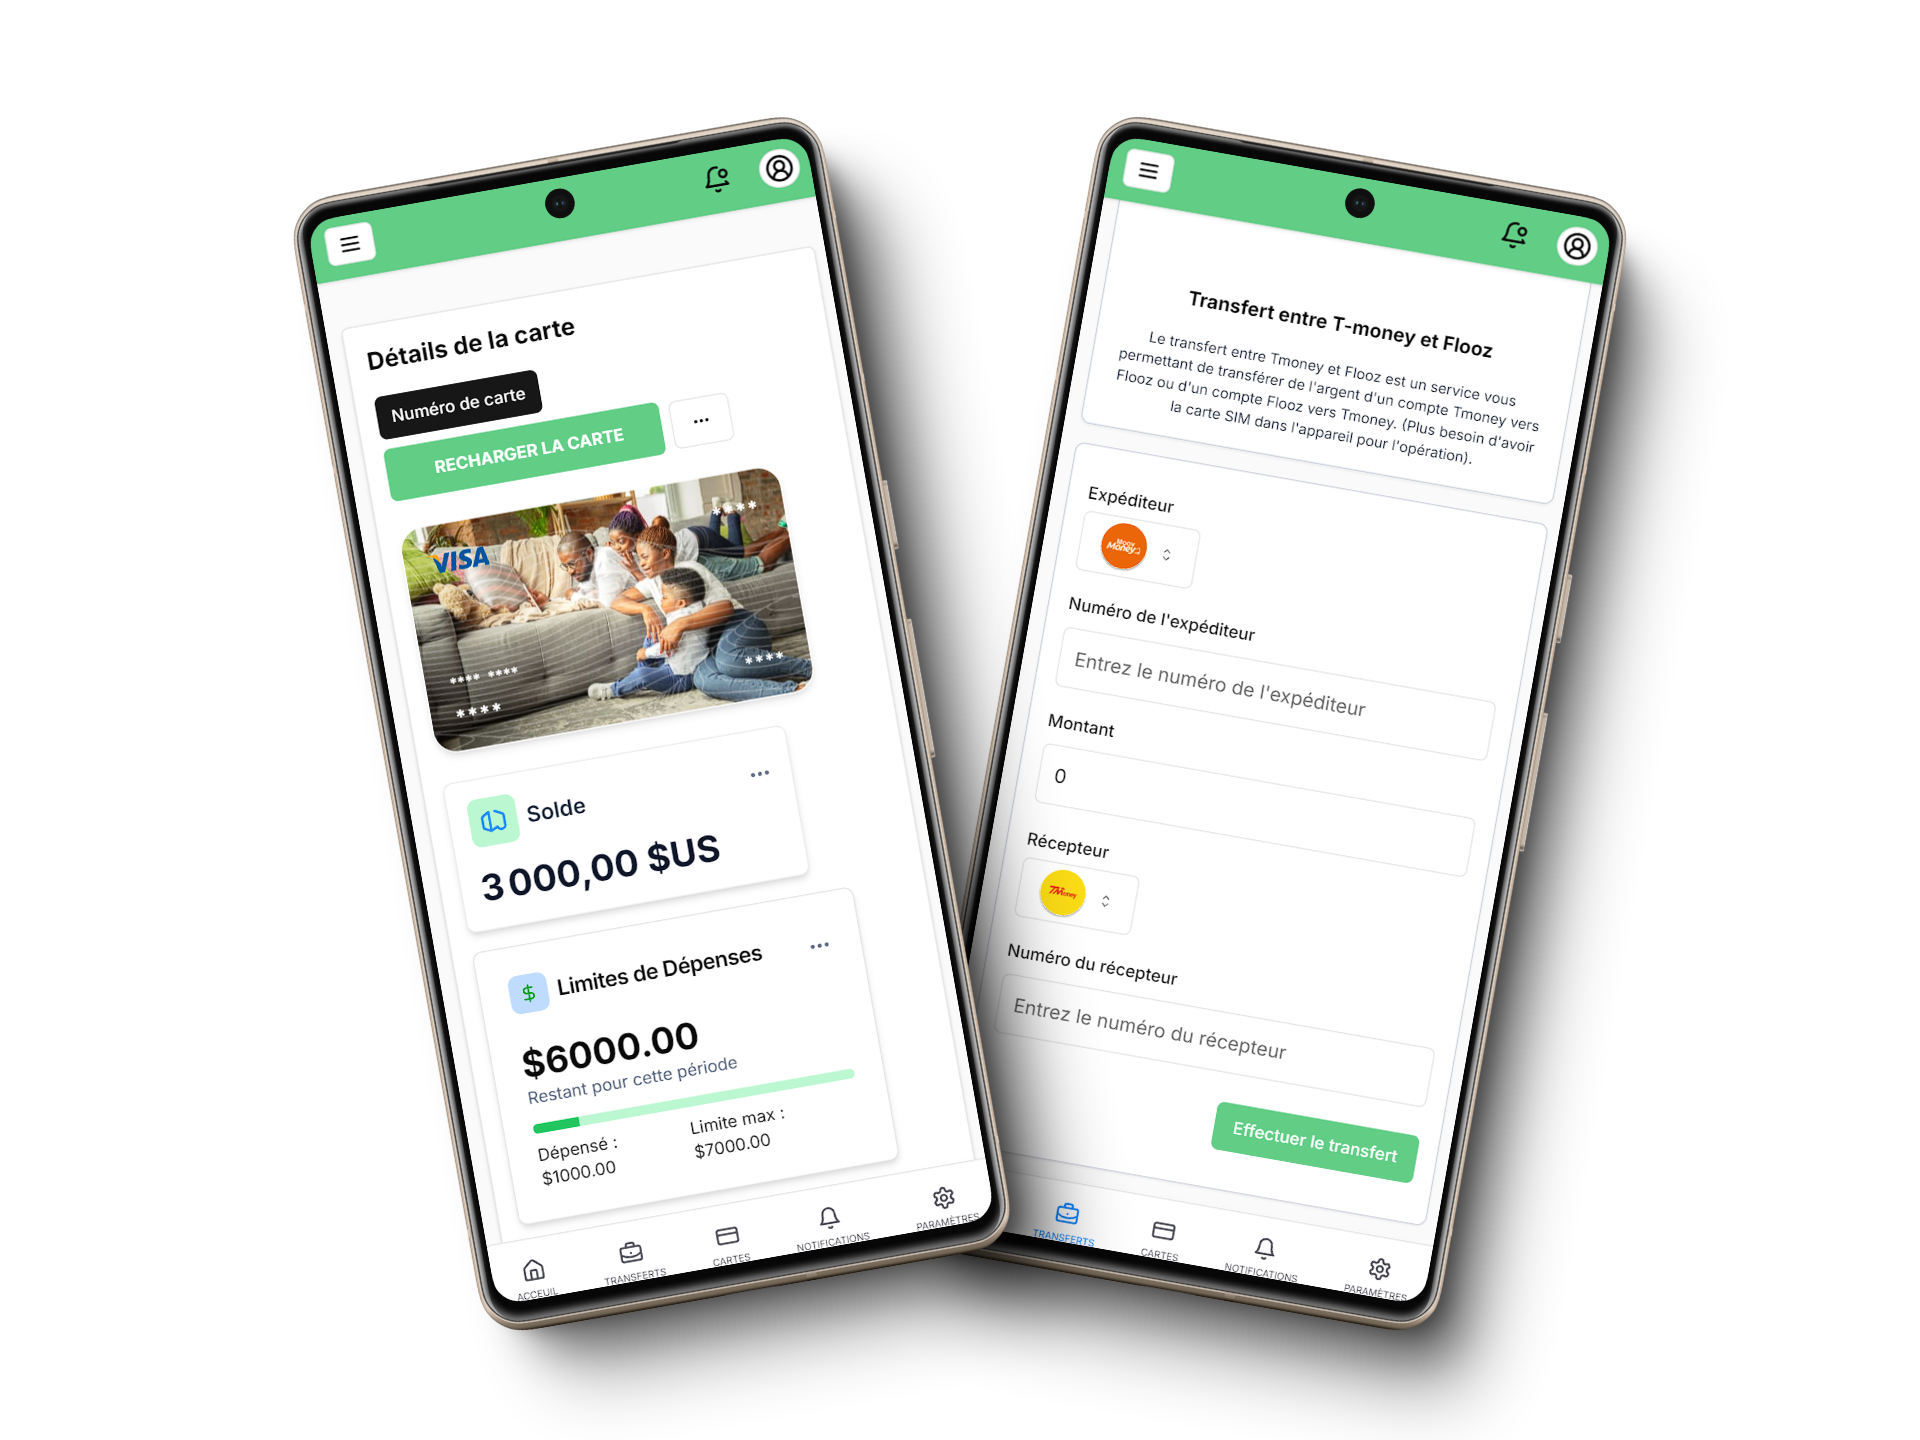 Détails de la carte
Numéro de carte
RECHARGER LA CARTE
VISA
****
**** ****
****
****
Solde
3 000,00 $US
Limites de Dépenses
$
$6000.00
Restant pour cette période
Dépensé :
$1000.00
Limite max :
$7000.00
ACCEUIL
TRANSFERTS
CARTES
NOTIFICATIONS
PARAMÈTRES
Transfert entre T-money et Flooz
Le transfert entre Tmoney et Flooz est un service vous
permettant de transférer de l'argent d'un compte Tmoney vers
Flooz ou d'un compte Flooz vers Tmoney. (Plus besoin d'avoir
la carte SIM dans l'appareil pour l'opération).
Expéditeur
Moov
Money
Numéro de l'expéditeur
Entrez le numéro de l'expéditeur
Montant
0
Récepteur
TMoney
Numéro du récepteur
Entrez le numéro du récepteur
Effectuer le transfert
TRANSFERTS
CARTES
NOTIFICATIONS
PARAMÈTRES